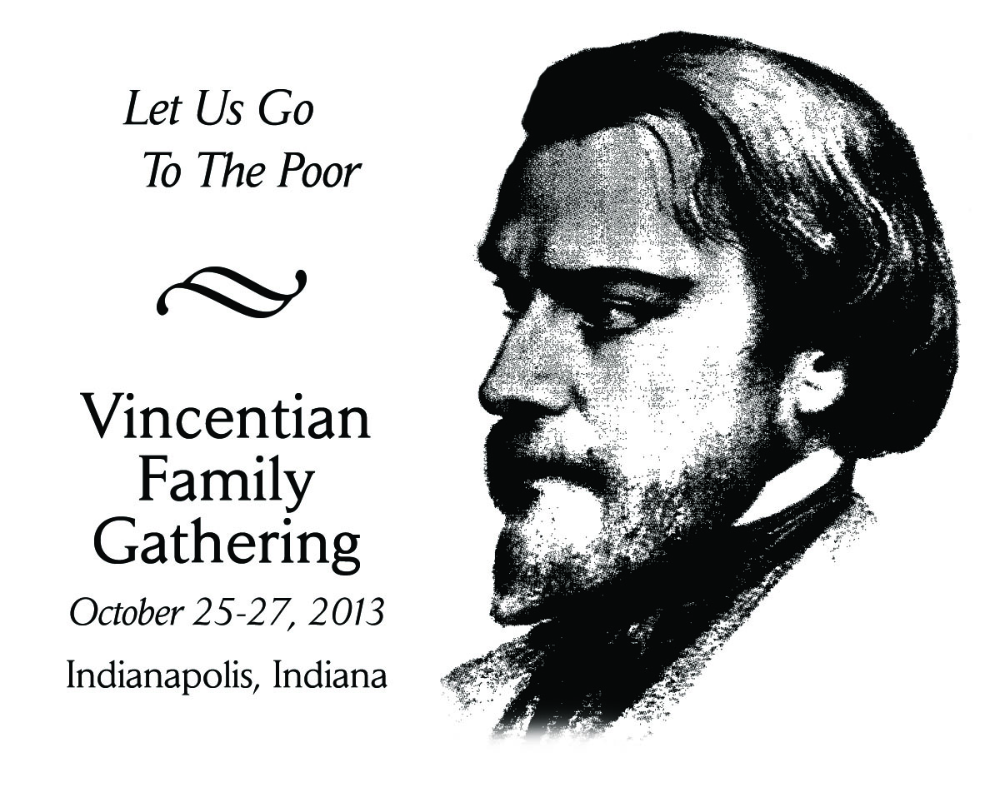 Let Us Go
To The Poor
Vincentian
Family
Gathering
October 25-27, 2013
Indianapolis, Indiana